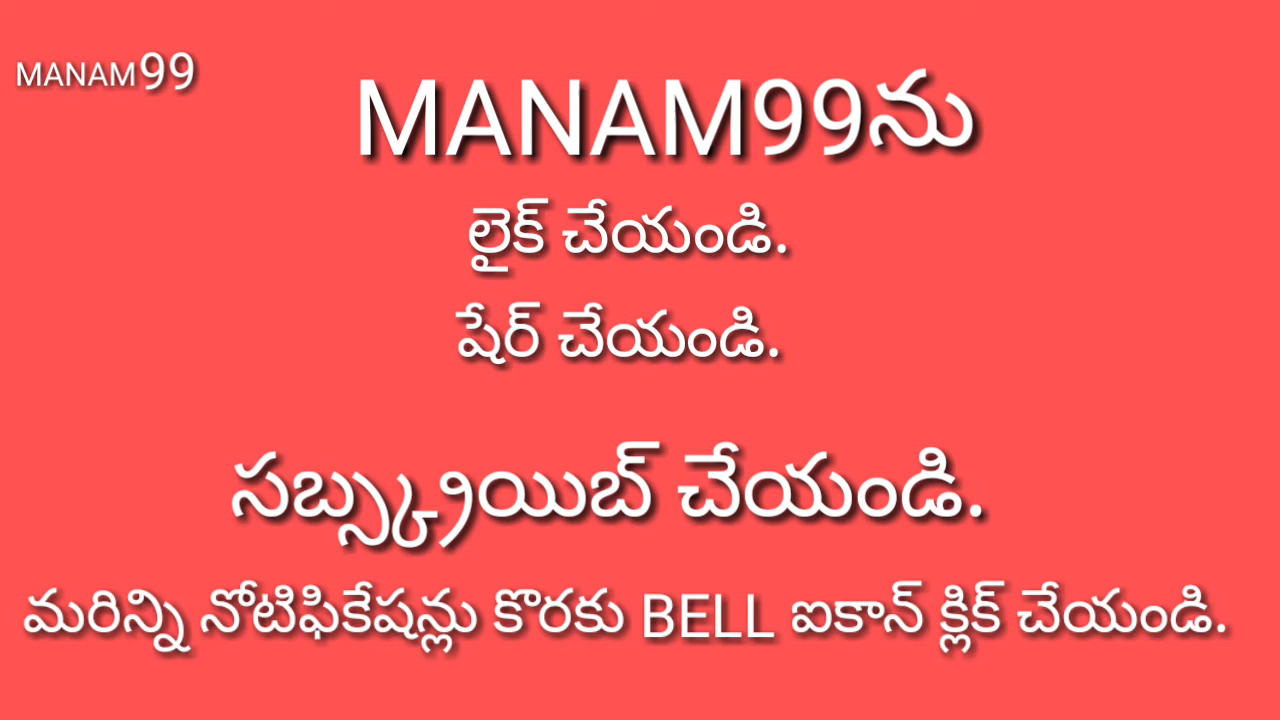 MANAM99
MANAM99ను
లైక్ చేయండి.
షేర్ చేయండి.
సబ్స్క్రయిబ్ చేయండి.
మరిన్ని నోటిఫికేషన్లు కొరకు BELL ఐకాన్ క్లిక్ చేయండి.